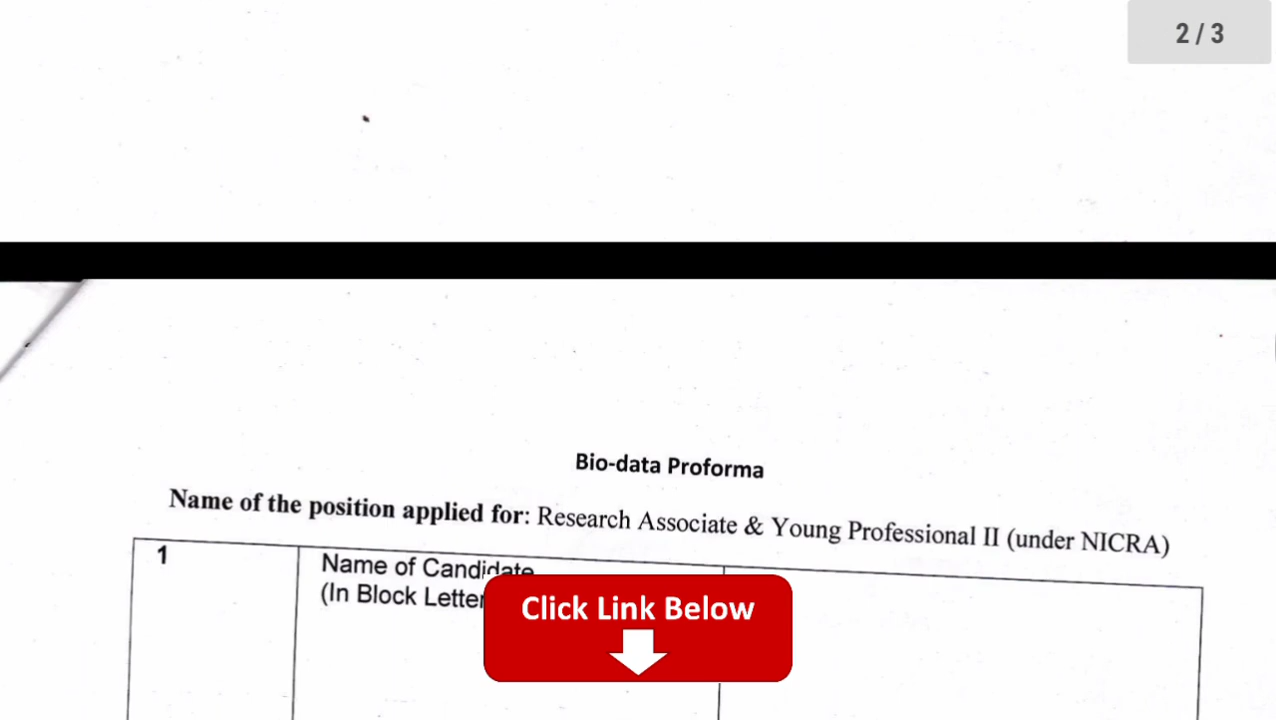 2 / 3
Bio-data Proforma
Name of the position applied for: Research Associate & Young Professional II (under NICRA)
1
Name of Candidate
(In Block Letter
Click Link Below